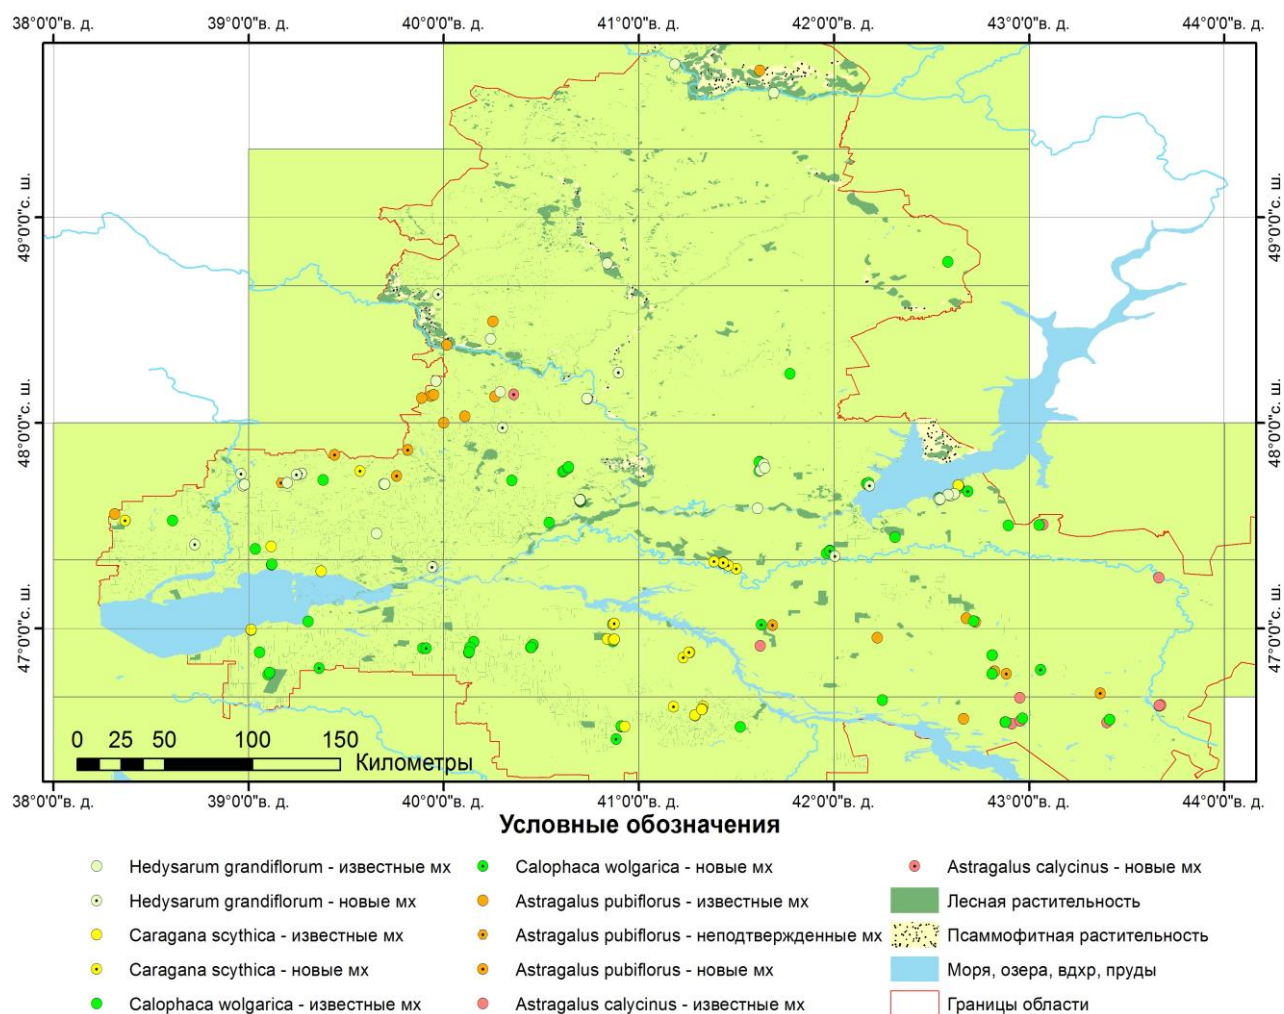 38°0'0"в. д. 39°0'0"в. д. 40°0'0"в. д. 41°0'0"в. д. 42°0'0"в. д. 43°0'0"в. д. 44°0'0"в. д.
49°0'0"с. ш. 49°0'0"с. ш.
48°0'0"с. ш. 48°0'0"с. ш.
47°0'0"с. ш. 47°0'0"с. ш.
0 25 50 100 150
Километры
38°0'0"в. д. 39°0'0"в. д. 40°0'0"в. д. 41°0'0"в. д. 42°0'0"в. д. 43°0'0"в. д. 44°0'0"в. д.
Условные обозначения
Hedysarum grandiflorum - известные мх
Hedysarum grandiflorum - новые мх
Caragana scythica - известные мх
Caragana scythica - новые мх
Calophaca wolgarica - известные мх
Calophaca wolgarica - новые мх
Astragalus pubiflorus - известные мх
Astragalus pubiflorus - неподтвержденные мх
Astragalus pubiflorus - новые мх
Astragalus calycinus - известные мх
Astragalus calycinus - новые мх
Лесная растительность
Псаммофитная растительность
Моря, озера, вдхр, пруды
Границы области